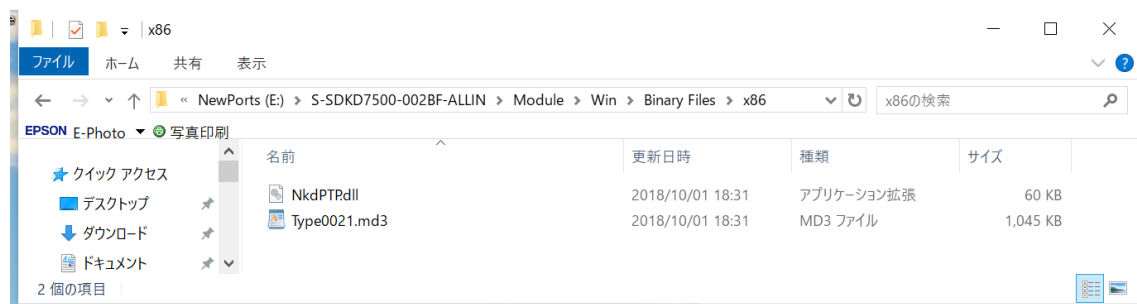 x86
ファイル ホーム 共有 表示
« NewPorts (E:) > S-SDKD7500-002BF-ALLIN > Module > Win > Binary Files > x86 x86の検索
EPSON E-Photo 写真印刷
クイック アクセス
デスクトップ
ダウンロード
ドキュメント
名前 更新日時 種類 サイズ
NkdPTP.dll 2018/10/01 18:31 アプリケーション拡張 60 KB
Type0021.md3 2018/10/01 18:31 MD3 ファイル 1,045 KB
2 個の項目